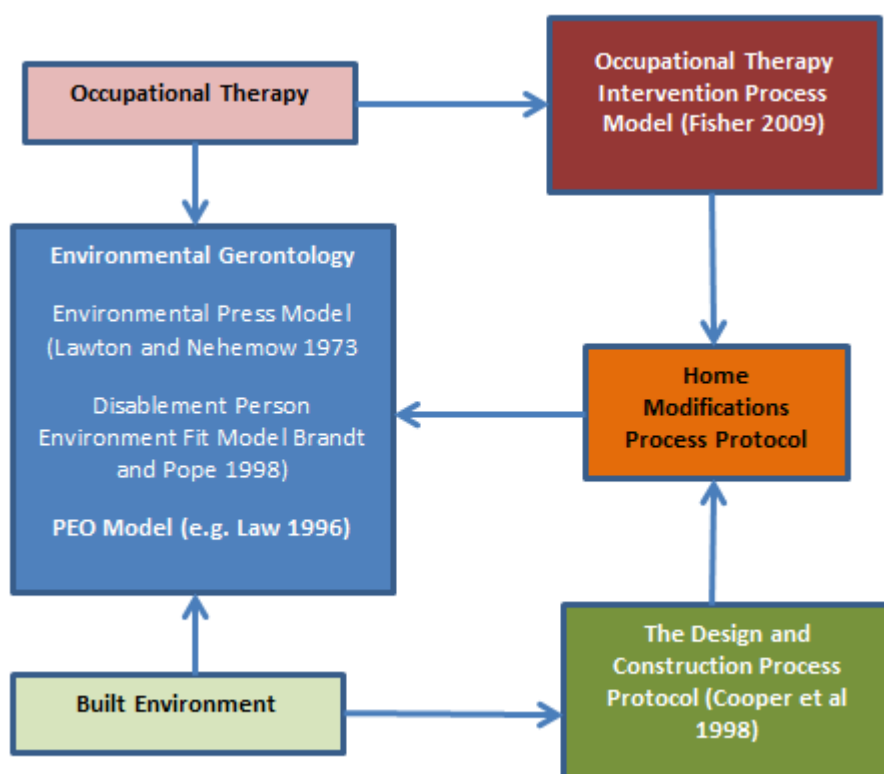 Occupational Therapy
Occupational Therapy
Intervention Process
Model (Fisher 2009)
Environmental Gerontology
Environmental Press Model
(Lawton and Nehemow 1973
Disablement Person
Environment Fit Model Brandt
and Pope 1998)
PEO Model (e.g. Law 1996)
Home
Modifications
Process Protocol
Built Environment
The Design and
Construction Process
Protocol (Cooper et al
1998)